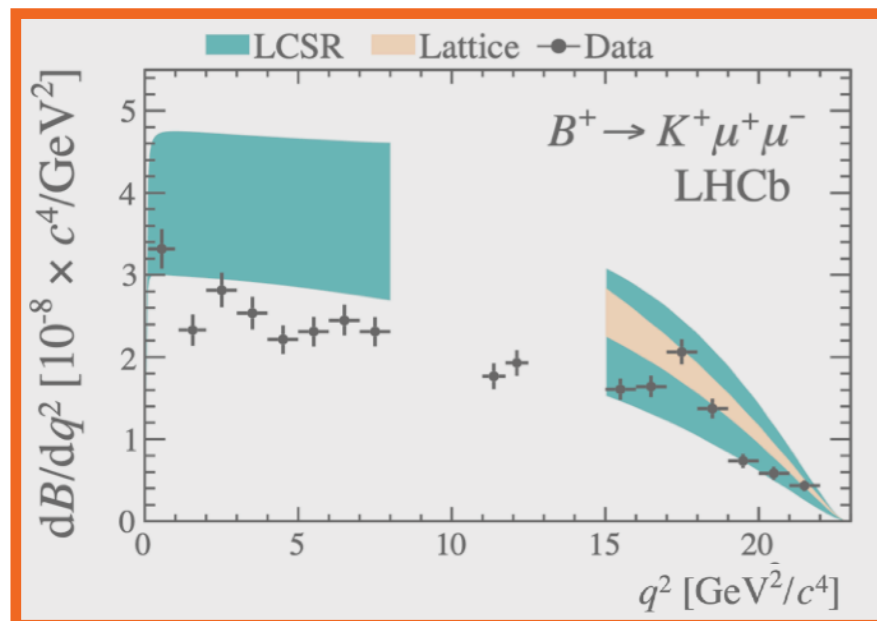 LCSR Lattice Data
B⁺ → K⁺μ⁺μ⁻
LHCb
dB/dq² [10⁻⁸ × c⁴/GeV²]
5
4
3
2
1
0
0 5 10 15 20
q² [GeV²/c⁴]